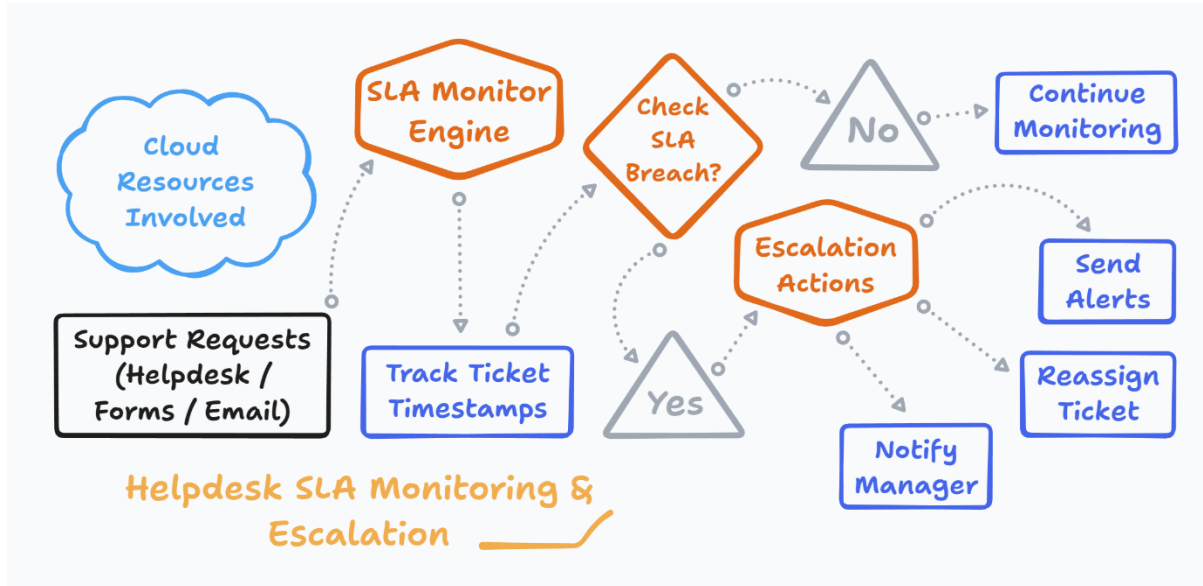 Cloud
Resources
Involved
SLA Monitor
Engine
Check
SLA
Breach?
No
Continue
Monitoring
Support Requests
(Helpdesk /
Forms / Email)
Track Ticket
Timestamps
Yes
Escalation
Actions
Send
Alerts
Reassign
Ticket
Notify
Manager
Helpdesk SLA Monitoring &
Escalation